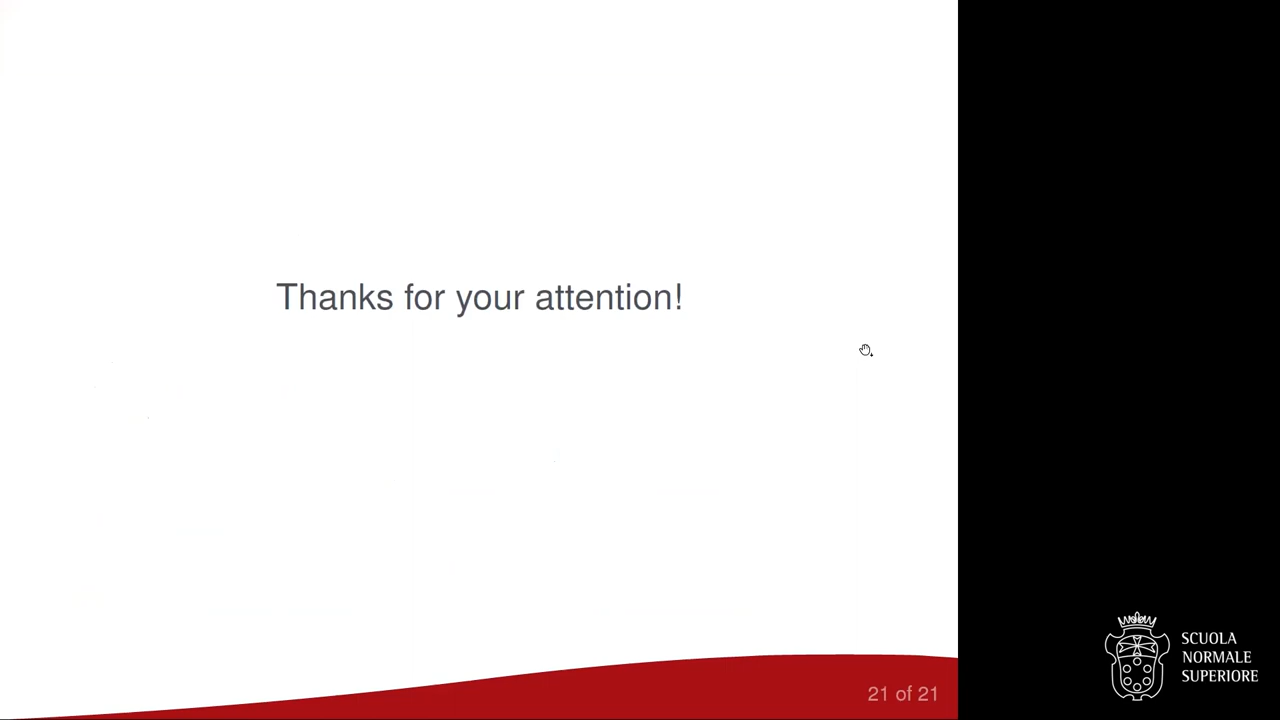 Thanks for your attention!
21 of 21
SCUOLA
NORMALE
SUPERIORE